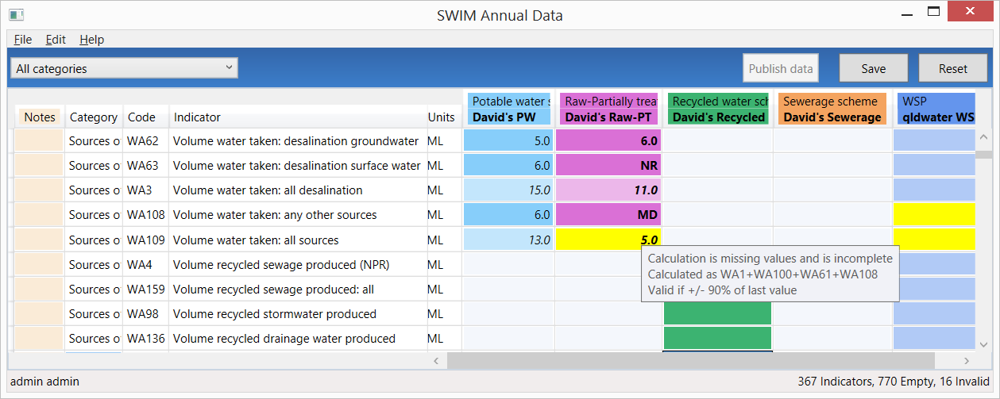 SWIM Annual Data
File Edit Help
All categories Publish data Save Reset
Potable water s Raw-Partially trea Recycled water sch Sewerage scheme WSP
Notes Category Code Indicator Units David's PW David's Raw-PT David's Recycled David's Sewerage qldwater WS
Sources o WA62 Volume water taken: desalination groundwater ML 5.0 6.0
Sources o WA63 Volume water taken: desalination surface water ML 6.0 NR
Sources o WA3 Volume water taken: all desalination ML 15.0 11.0
Sources o WA108 Volume water taken: any other sources ML 6.0 MD
Sources o WA109 Volume water taken: all sources ML 13.0 5.0
Calculation is missing values and is incomplete
Calculated as WA1+WA100+WA61+WA108
Valid if +/- 90% of last value
Sources o WA4 Volume recycled sewage produced (NPR) ML
Sources o WA159 Volume recycled sewage produced: all ML
Sources o WA98 Volume recycled stormwater produced ML
Sources o WA136 Volume recycled drainage water produced ML
admin admin 367 Indicators, 770 Empty, 16 Invalid